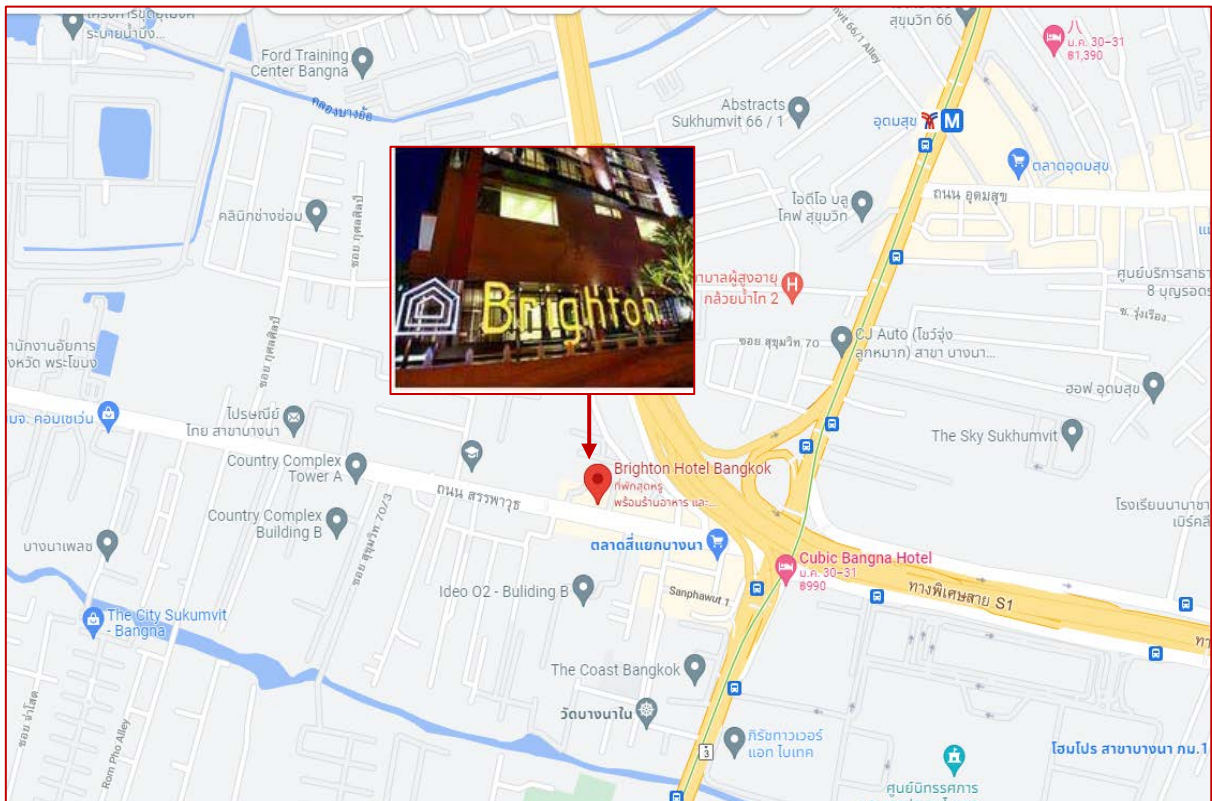 ระบายน้ำบึง...
Ford Training
Center Bangna
คลองบางอ้อ
66/1 Alley
สุขุมวิท 66
八
ม.ค. 30–31
฿1,390
Abstracts
Sukhumvit 66 / 1
อุดมสุข
M
ตลาดอุดมสุข
ถนน อุดมสุข
ไอดีโอ บลู
โคฟ สุขุมวิท
คลินิกช่างซ่อม
ซอย กุศลศิลป์
ซอย กุศลศิลป์
Brighton
าบาลผู้สูงอายุ
กล้วยน้ำไท 2
H
ศูนย์บริการสาธา
8 บุญรอดร
ซ. รุ่งเรือง
ซอย สุขุมวิท 70
CJ Auto (โชว์จุ่ง
ลูกหมาก) สาขา บางนา...
านักงานอัยการ
งหวัด พระโขนง
ฮอฟ อุดมสุข
มจ. คอมเซเว่น
ไปรษณีย์
ไทย สาขาบางนา
The Sky Sukhumvit
Country Complex
Tower A
Brighton Hotel Bangkok
ที่พักสุดหรู
พร้อมร้านอาหาร และ...
ถนน สรรพาวุธ
โรงเรียนนานาชา
เบิร์คลี
Country Complex
Building B
ซอย สุขุมวิท 70/3
บางนาเพลซ
ตลาดสี่แยกบางนา
Cubic Bangna Hotel
ม.ค. 30–31
฿990
Ideo O2 - Buliding B
Sanphawut 1
ทางพิเศษสาย S1
ทา
The City Sukumvit
- Bangna
The Coast Bangkok
วัดบางนาใน
ภิรัชทาวเวอร์
แอท ไบเทค
3
ซอย จ่าโสด
Rom Pho Alley
โฮมโปร สาขาบางนา กม.1
ศูนย์นิทรรศการ